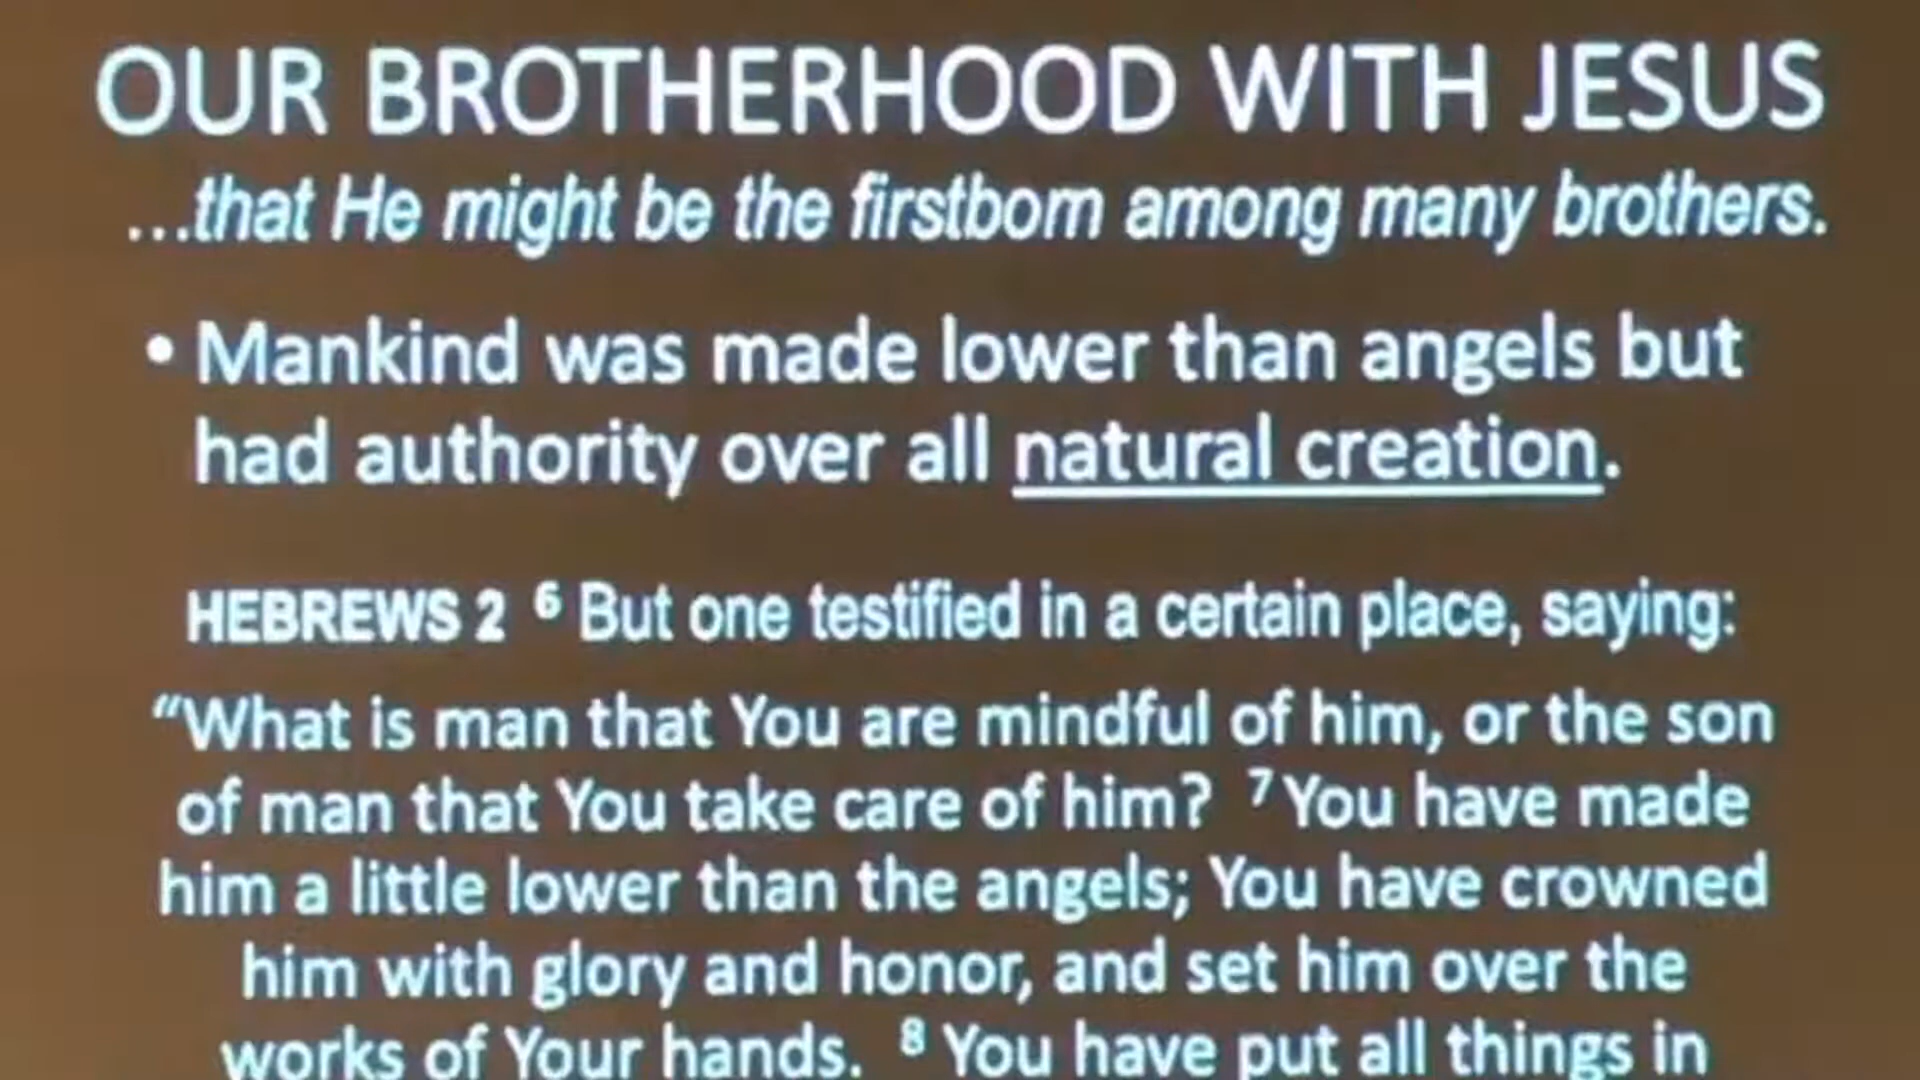 OUR BROTHERHOOD WITH JESUS
...that He might be the firstborn among many brothers.
• Mankind was made lower than angels but
had authority over all natural creation.
HEBREWS 2 ⁶ But one testified in a certain place, saying:
“What is man that You are mindful of him, or the son
of man that You take care of him? ⁷ You have made
him a little lower than the angels; You have crowned
him with glory and honor, and set him over the
works of Your hands. ⁸ You have put all things in